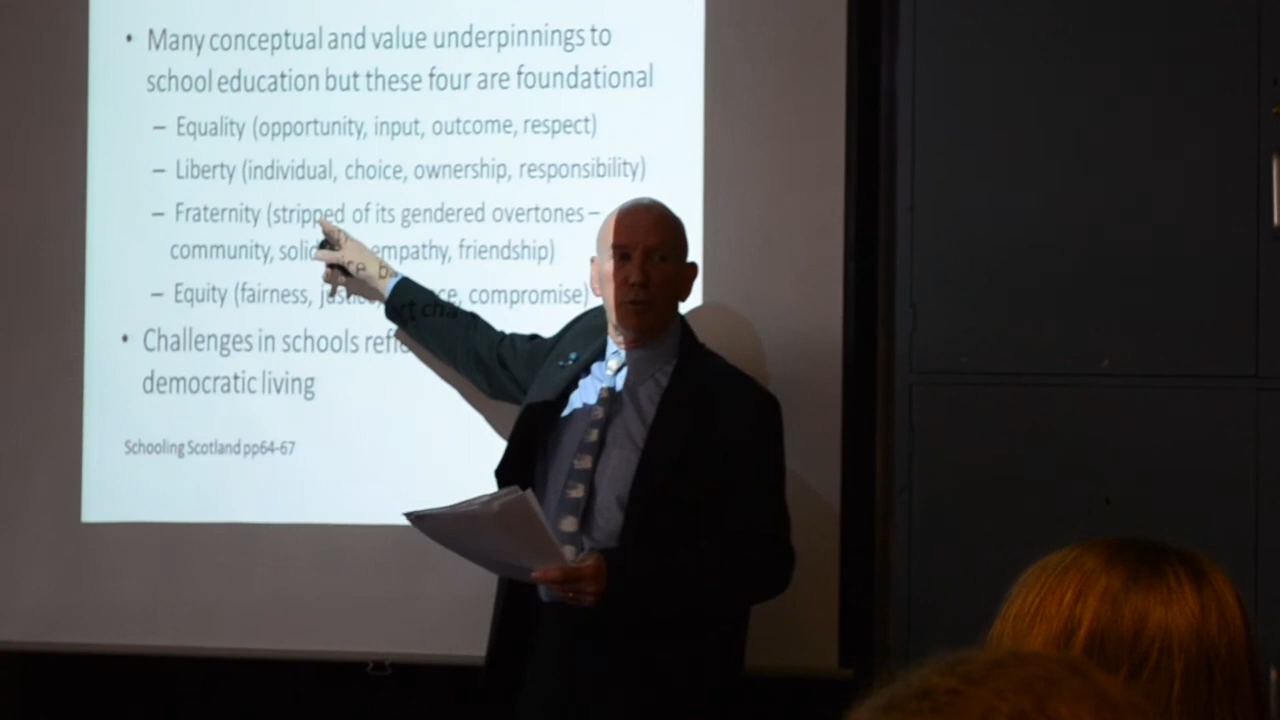 • Many conceptual and value underpinnings to
school education but these four are foundational
– Equality (opportunity, input, outcome, respect)
– Liberty (individual, choice, ownership, responsibility)
– Fraternity (stripped of its gendered overtones –
community, empathy, friendship)
– Equity (fairness, compromise)
• Challenges in schools
democratic living
Schooling Scotland pp64-67